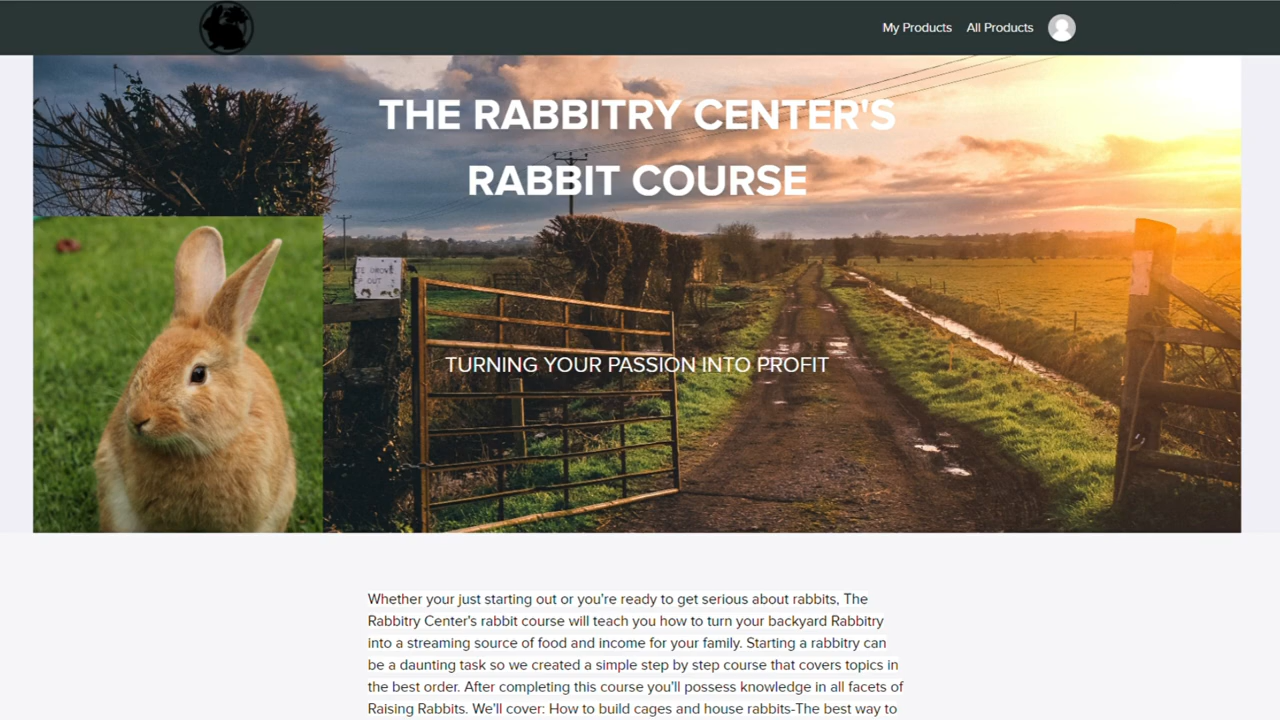 My Products All Products
THE RABBITRY CENTER'S
RABBIT COURSE
TURNING YOUR PASSION INTO PROFIT
Whether your just starting out or you're ready to get serious about rabbits, The
Rabbitry Center's rabbit course will teach you how to turn your backyard Rabbitry
into a streaming source of food and income for your family. Starting a rabbitry can
be a daunting task so we created a simple step by step course that covers topics in
the best order. After completing this course you'll possess knowledge in all facets of
Raising Rabbits. We'll cover: How to build cages and house rabbits-The best way to